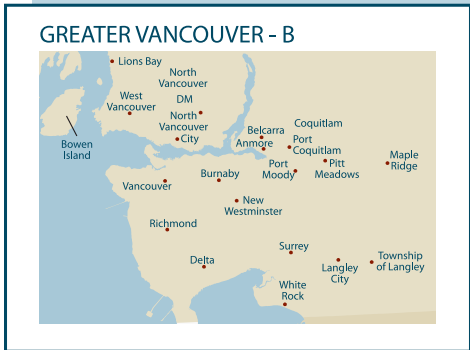 GREATER VANCOUVER - B
Lions Bay
North
Vancouver
DM
West
Vancouver
North
Vancouver
City
Bowen
Island
Belcarra
Anmore
Coquitlam
Port
Coquitlam
Port
Moody
Pitt
Meadows
Maple
Ridge
Vancouver
Burnaby
New
Westminster
Richmond
Delta
Surrey
Langley
City
Township
of Langley
White
Rock